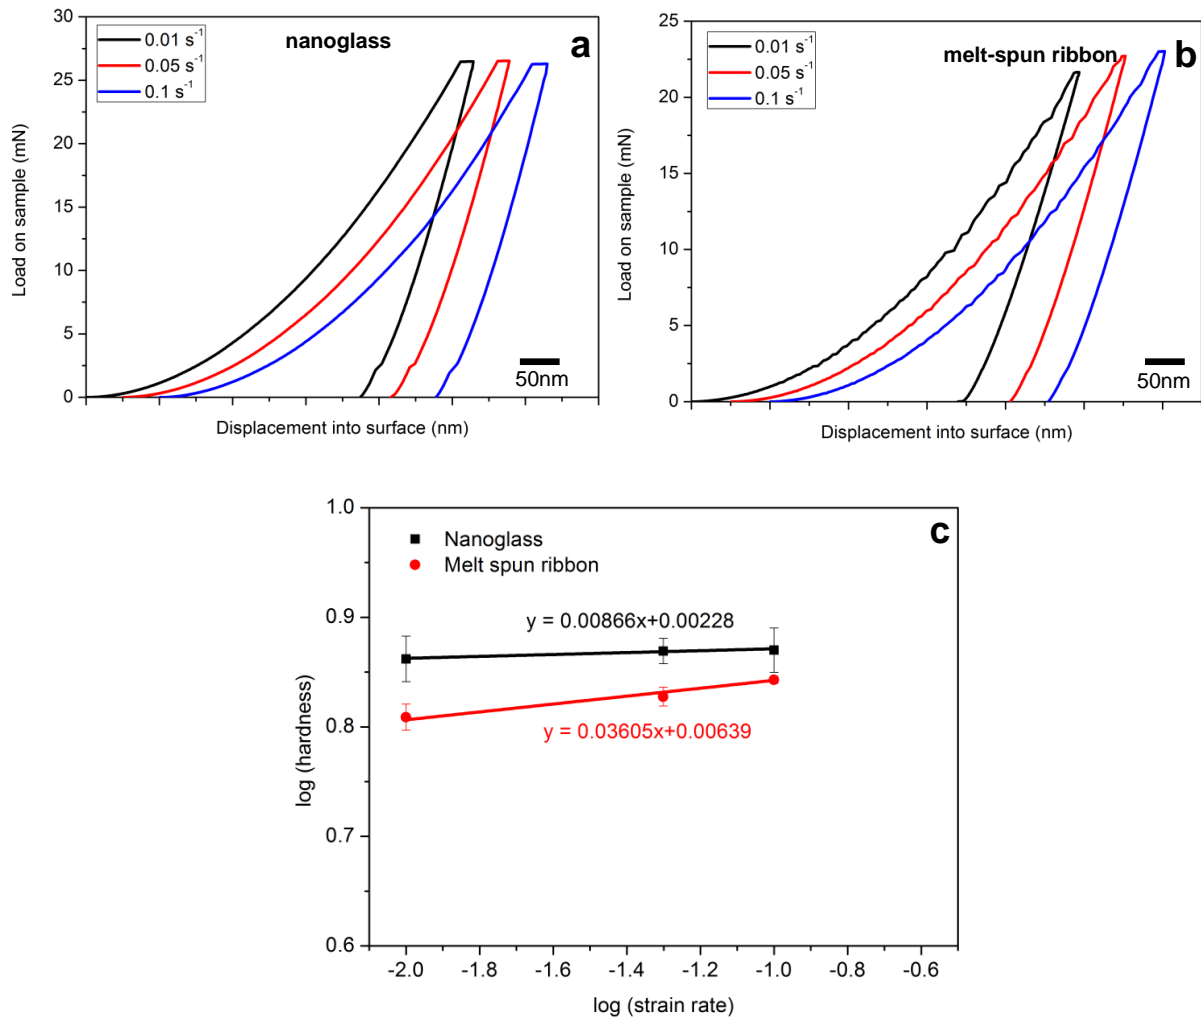 30
25
20
15
10
5
0
Load on sample (mN)
0.01 s⁻¹
0.05 s⁻¹
0.1 s⁻¹
nanoglass
a
50nm
Displacement into surface (nm)
25
20
15
10
5
0
Load on sample (mN)
0.01 s⁻¹
0.05 s⁻¹
0.1 s⁻¹
melt-spun ribbon
b
50nm
Displacement into surface (nm)
1.0
0.9
0.8
0.7
0.6
log (hardness)
Nanoglass
Melt spun ribbon
c
y = 0.00866x+0.00228
y = 0.03605x+0.00639
-2.0 -1.8 -1.6 -1.4 -1.2 -1.0 -0.8 -0.6
log (strain rate)